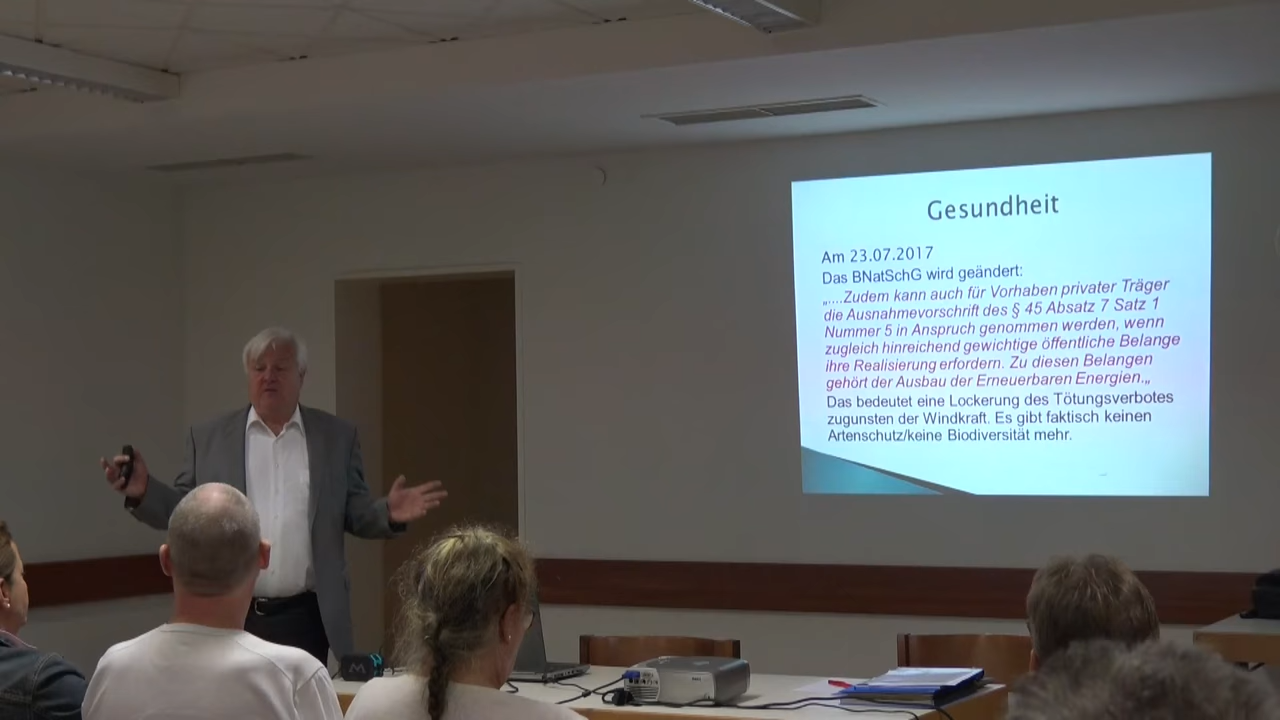 Gesundheit
Am 23.07.2017
Das BNatSchG wird geändert:
„....Zudem kann auch für Vorhaben privater Träger
die Ausnahmevorschrift des § 45 Absatz 7 Satz 1
Nummer 5 in Anspruch genommen werden, wenn
zugleich hinreichend gewichtige öffentliche Belange
ihre Realisierung erfordern. Zu diesen Belangen
gehört der Ausbau der Erneuerbaren Energien.„
Das bedeutet eine Lockerung des Tötungsverbotes
zugunsten der Windkraft. Es gibt faktisch keinen
Artenschutz/keine Biodiversität mehr.